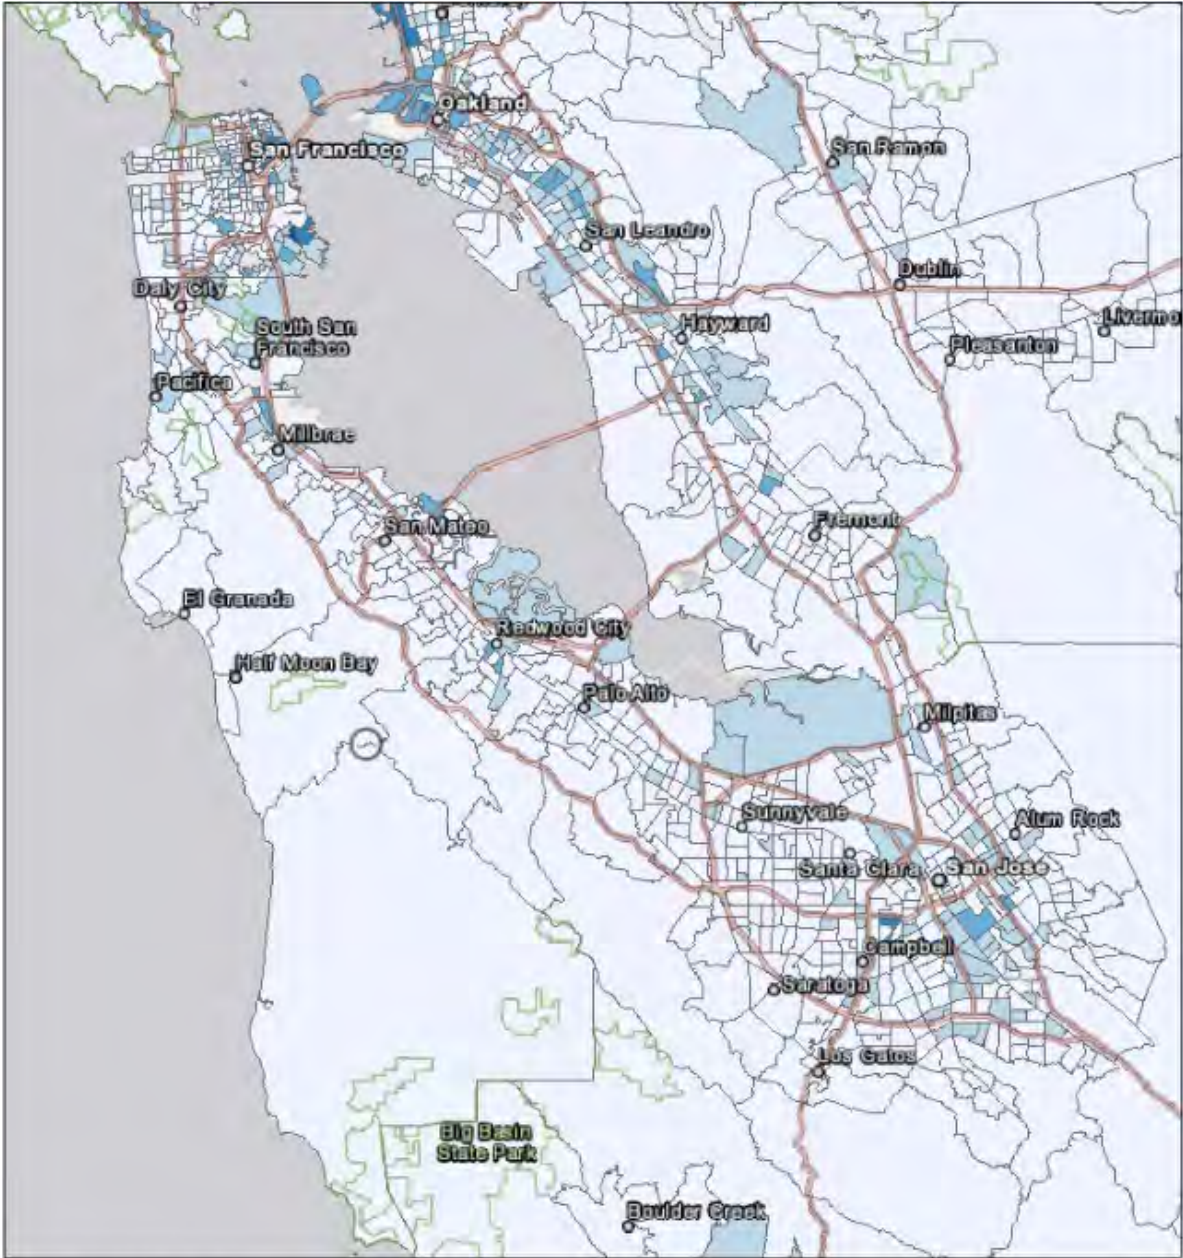 Oakland
San Francisco
San Ramon
San Leandro
Dublin
Daly City
South San
Francisco
Hayward
Livermo
Pleasanton
Pacifica
Millbrae
San Mateo
Fremont
El Granada
Redwood City
Half Moon Bay
Palo Alto
Milpitas
Sunnyvale
Alum Rock
Santa Clara
San Jose
Campbell
Saratoga
Los Gatos
Big Basin
State Park
Boulder Creek